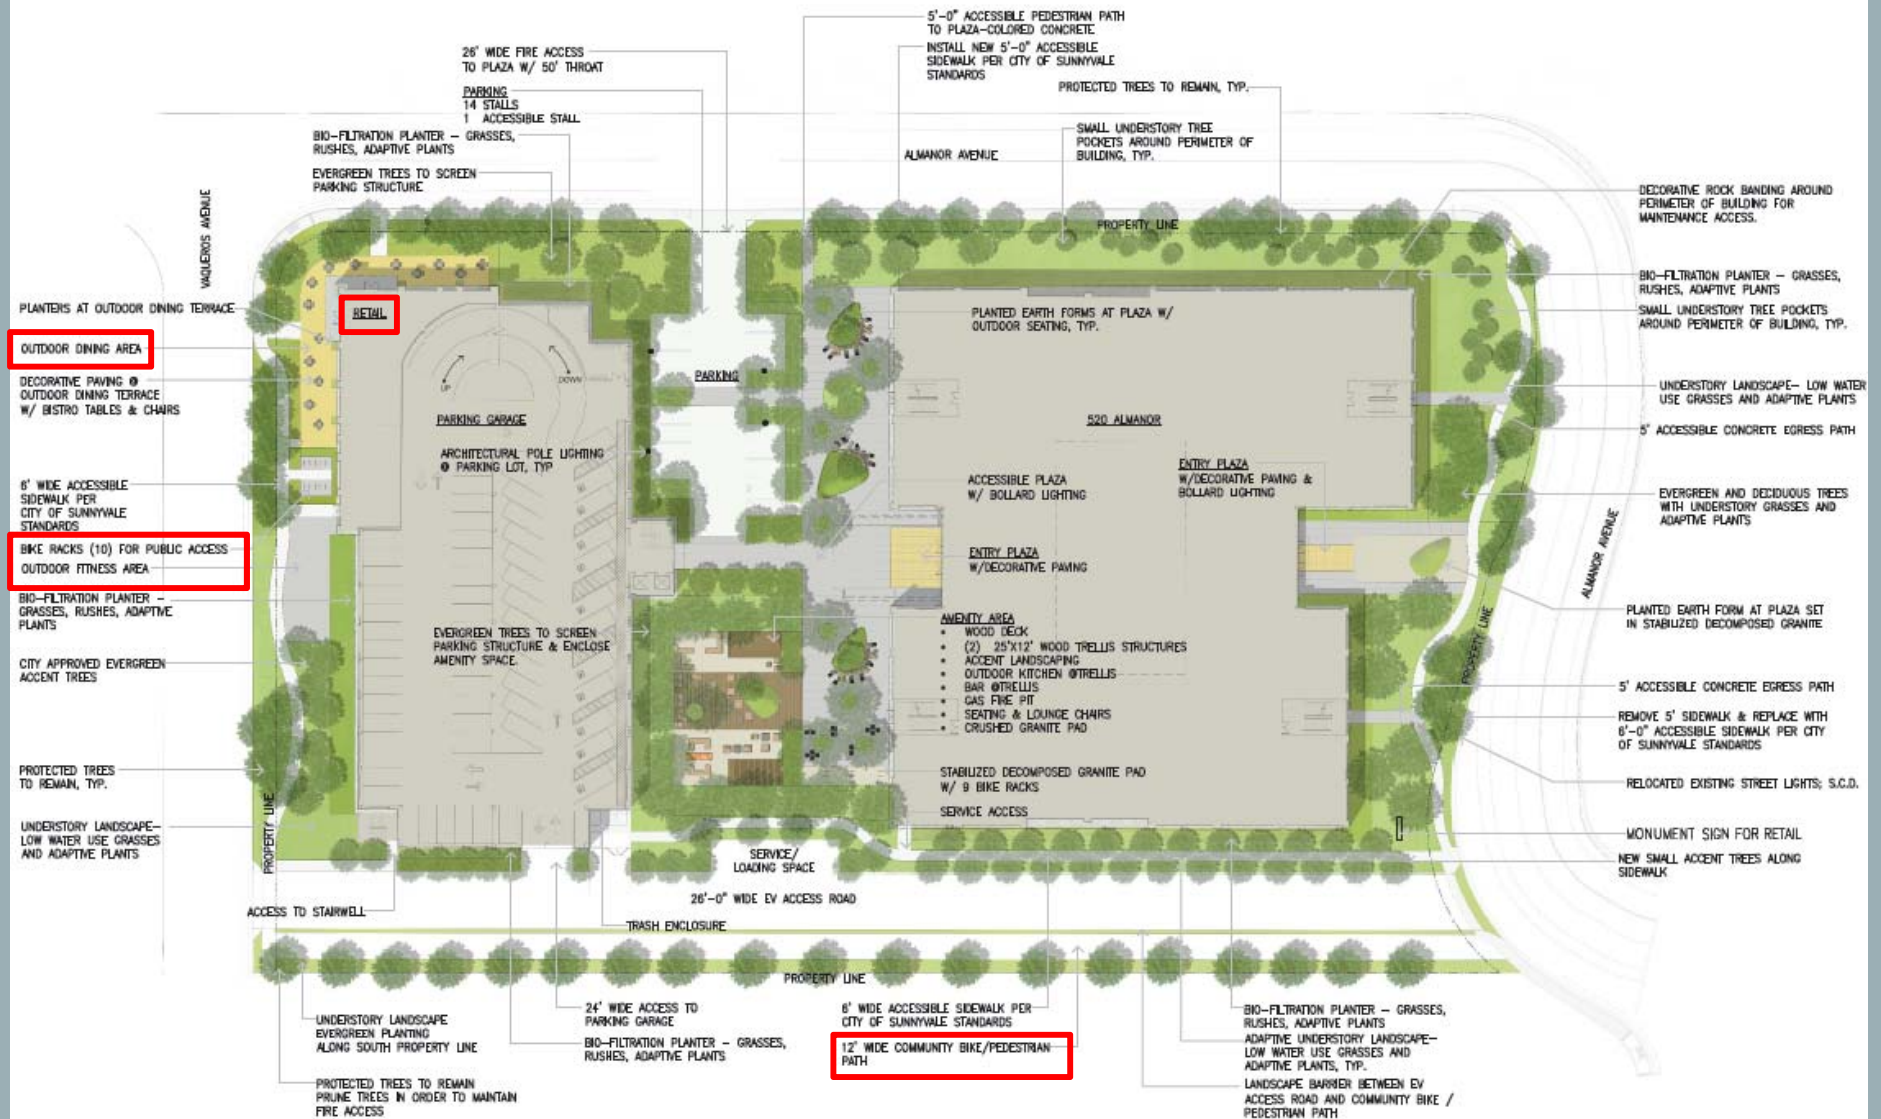 5'-0" ACCESSIBLE PEDESTRIAN PATH
TO PLAZA-COLORED CONCRETE
INSTALL NEW 5'-0" ACCESSIBLE
SIDEWALK PER CITY OF SUNNYVALE
STANDARDS
26' WIDE FIRE ACCESS
TO PLAZA W/ 50' THROAT
PARKING
14 STALLS
1 ACCESSIBLE STALL
PROTECTED TREES TO REMAIN, TYP.
BIO-FILTRATION PLANTER – GRASSES,
RUSHES, ADAPTIVE PLANTS
SMALL UNDERSTORY TREE
POCKETS AROUND PERIMETER OF
BUILDING, TYP.
ALMANOR AVENUE
EVERGREEN TREES TO SCREEN
PARKING STRUCTURE
VAQUEROS AVENUE
DECORATIVE ROCK BANDING AROUND
PERIMETER OF BUILDING FOR
MAINTENANCE ACCESS.
PROPERTY LINE
BIO-FILTRATION PLANTER – GRASSES,
RUSHES, ADAPTIVE PLANTS
PLANTERS AT OUTDOOR DINING TERRACE
RETAIL
PLANTED EARTH FORMS AT PLAZA W/
OUTDOOR SEATING, TYP.
SMALL UNDERSTORY TREE POCKETS
AROUND PERIMETER OF BUILDING, TYP.
OUTDOOR DINING AREA
DECORATIVE PAVING @
OUTDOOR DINING TERRACE
W/ BISTRO TABLES & CHAIRS
UP
DOWN
PARKING
UNDERSTORY LANDSCAPE– LOW WATER
USE GRASSES AND ADAPTIVE PLANTS
PARKING GARAGE
520 ALMANOR
5' ACCESSIBLE CONCRETE EGRESS PATH
ARCHITECTURAL POLE LIGHTING
@ PARKING LOT, TYP
ENTRY PLAZA
W/DECORATIVE PAVING &
BOLLARD LIGHTING
ACCESSIBLE PLAZA
W/ BOLLARD LIGHTING
6' WIDE ACCESSIBLE
SIDEWALK PER
CITY OF SUNNYVALE
STANDARDS
EVERGREEN AND DECIDUOUS TREES
WITH UNDERSTORY GRASSES AND
ADAPTIVE PLANTS
BIKE RACKS (10) FOR PUBLIC ACCESS
OUTDOOR FITNESS AREA
ENTRY PLAZA
W/DECORATIVE PAVING
ALMANOR AVENUE
BIO-FILTRATION PLANTER –
GRASSES, RUSHES, ADAPTIVE
PLANTS
PLANTED EARTH FORM AT PLAZA SET
IN STABILIZED DECOMPOSED GRANITE
PROPERTY LINE
EVERGREEN TREES TO SCREEN
PARKING STRUCTURE & ENCLOSE
AMENITY SPACE.
AMENITY AREA
• WOOD DECK
• (2) 25'X12' WOOD TRELLIS STRUCTURES
• ACCENT LANDSCAPING
• OUTDOOR KITCHEN @TRELLIS
• BAR @TRELLIS
• GAS FIRE PIT
• SEATING & LOUNGE CHAIRS
• CRUSHED GRANITE PAD
CITY APPROVED EVERGREEN
ACCENT TREES
5' ACCESSIBLE CONCRETE EGRESS PATH
REMOVE 5' SIDEWALK & REPLACE WITH
6'-0" ACCESSIBLE SIDEWALK PER CITY
OF SUNNYVALE STANDARDS
PROTECTED TREES
TO REMAIN, TYP.
STABILIZED DECOMPOSED GRANITE PAD
W/ 9 BIKE RACKS
RELOCATED EXISTING STREET LIGHTS; S.C.D.
SERVICE ACCESS
PROPERTY LINE
UNDERSTORY LANDSCAPE–
LOW WATER USE GRASSES
AND ADAPTIVE PLANTS
MONUMENT SIGN FOR RETAIL
SERVICE/
LOADING SPACE
NEW SMALL ACCENT TREES ALONG
SIDEWALK
26'-0" WIDE EV ACCESS ROAD
ACCESS TO STAIRWELL
TRASH ENCLOSURE
PROPERTY LINE
UNDERSTORY LANDSCAPE
EVERGREEN PLANTING
ALONG SOUTH PROPERTY LINE
24' WIDE ACCESS TO
PARKING GARAGE
BIO-FILTRATION PLANTER – GRASSES,
RUSHES, ADAPTIVE PLANTS
6' WIDE ACCESSIBLE SIDEWALK PER
CITY OF SUNNYVALE STANDARDS
12' WIDE COMMUNITY BIKE/PEDESTRIAN
PATH
BIO-FILTRATION PLANTER – GRASSES,
RUSHES, ADAPTIVE PLANTS
ADAPTIVE UNDERSTORY LANDSCAPE–
LOW WATER USE GRASSES AND
ADAPTIVE PLANTS, TYP.
PROTECTED TREES TO REMAIN
PRUNE TREES IN ORDER TO MAINTAIN
FIRE ACCESS
LANDSCAPE BARRIER BETWEEN EV
ACCESS ROAD AND COMMUNITY BIKE /
PEDESTRIAN PATH